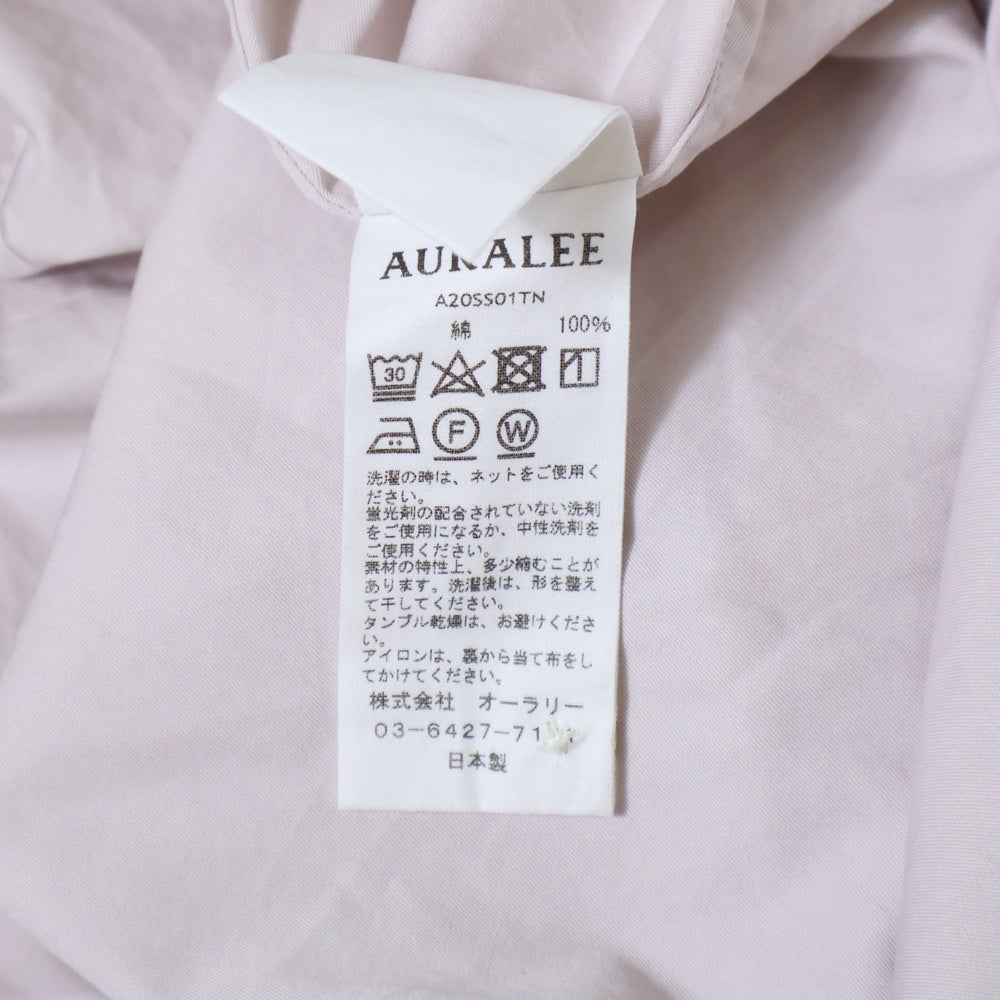 AURALEE
A20SS01TN
綿 100%
30
F W
洗濯の時は、ネットをご使用く
ださい。
蛍光剤の配合されていない洗剤
をご使用になるか、中性洗剤を
ご使用ください。
素材の特性上、多少縮むことが
あります。洗濯後は、形を整え
て干してください。
タンブル乾燥は、お避けくださ
い。
アイロンは、裏から当て布をし
てかけてください。
株式会社 オーラリー
03-6427-71
日本製